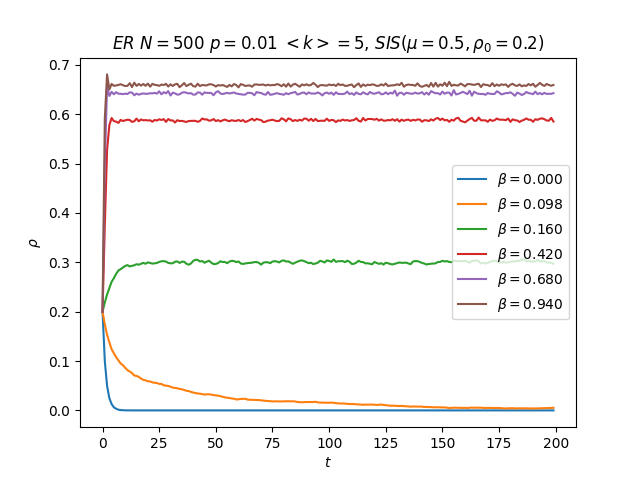 ER N = 500 p = 0.01 < k >= 5, SIS(μ = 0.5, ρ₀ = 0.2)
0.7
0.6
0.5
0.4
0.3
0.2
0.1
0.0
ρ
β = 0.000
β = 0.098
β = 0.160
β = 0.420
β = 0.680
β = 0.940
0 25 50 75 100 125 150 175 200
t